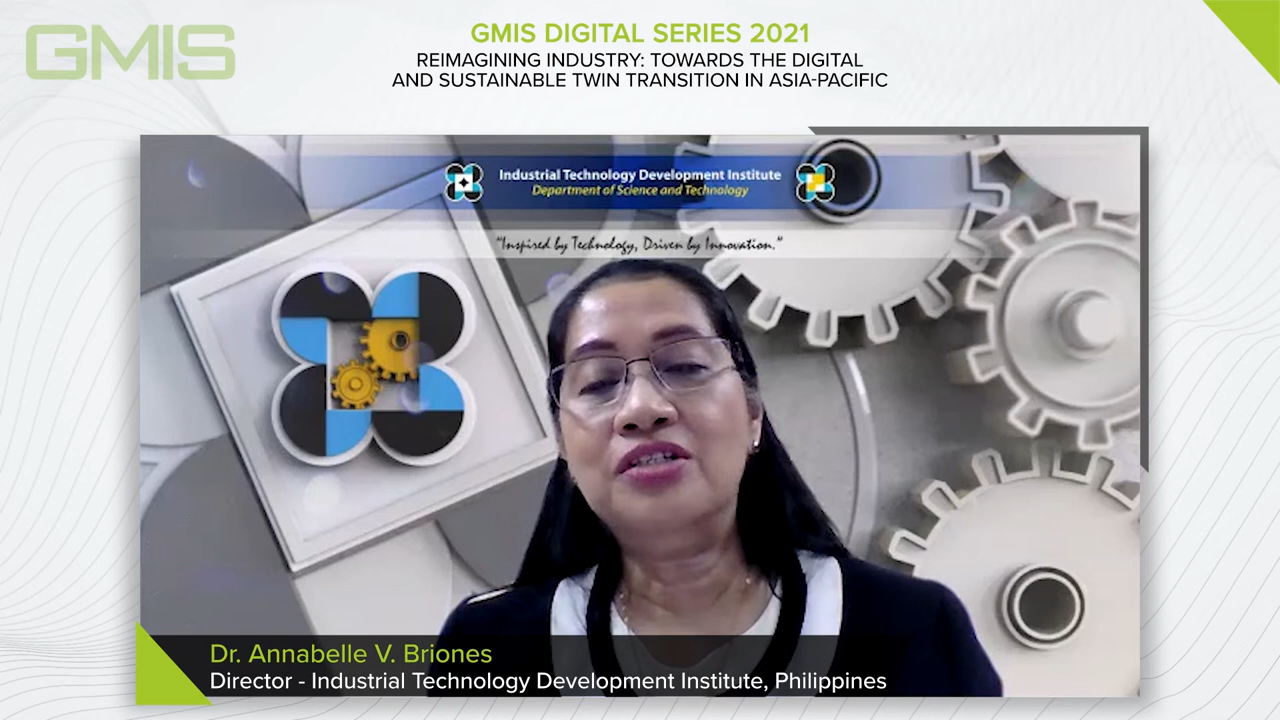 GMIS
GMIS DIGITAL SERIES 2021
REIMAGINING INDUSTRY: TOWARDS THE DIGITAL
AND SUSTAINABLE TWIN TRANSITION IN ASIA-PACIFIC
Industrial Technology Development Institute
Department of Science and Technology
"Inspired by Technology, Driven by Innovation."
Dr. Annabelle V. Briones
Director - Industrial Technology Development Institute, Philippines